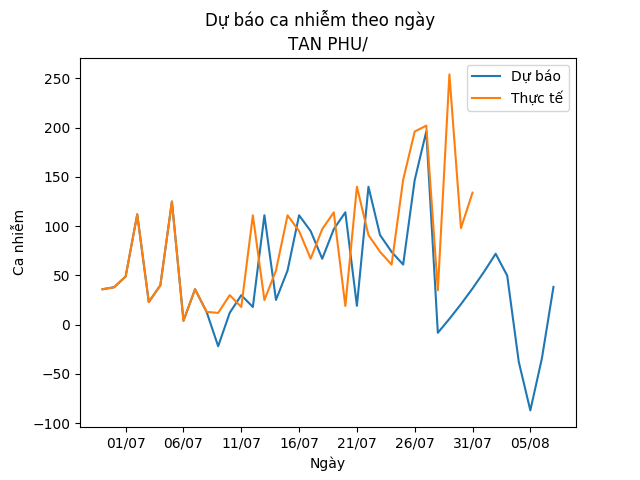 Dự báo ca nhiễm theo ngày
TAN PHU/
Dự báo
Thực tế
Ca nhiễm
250
200
150
100
50
0
−50
−100
01/07 06/07 11/07 16/07 21/07 26/07 31/07 05/08
Ngày